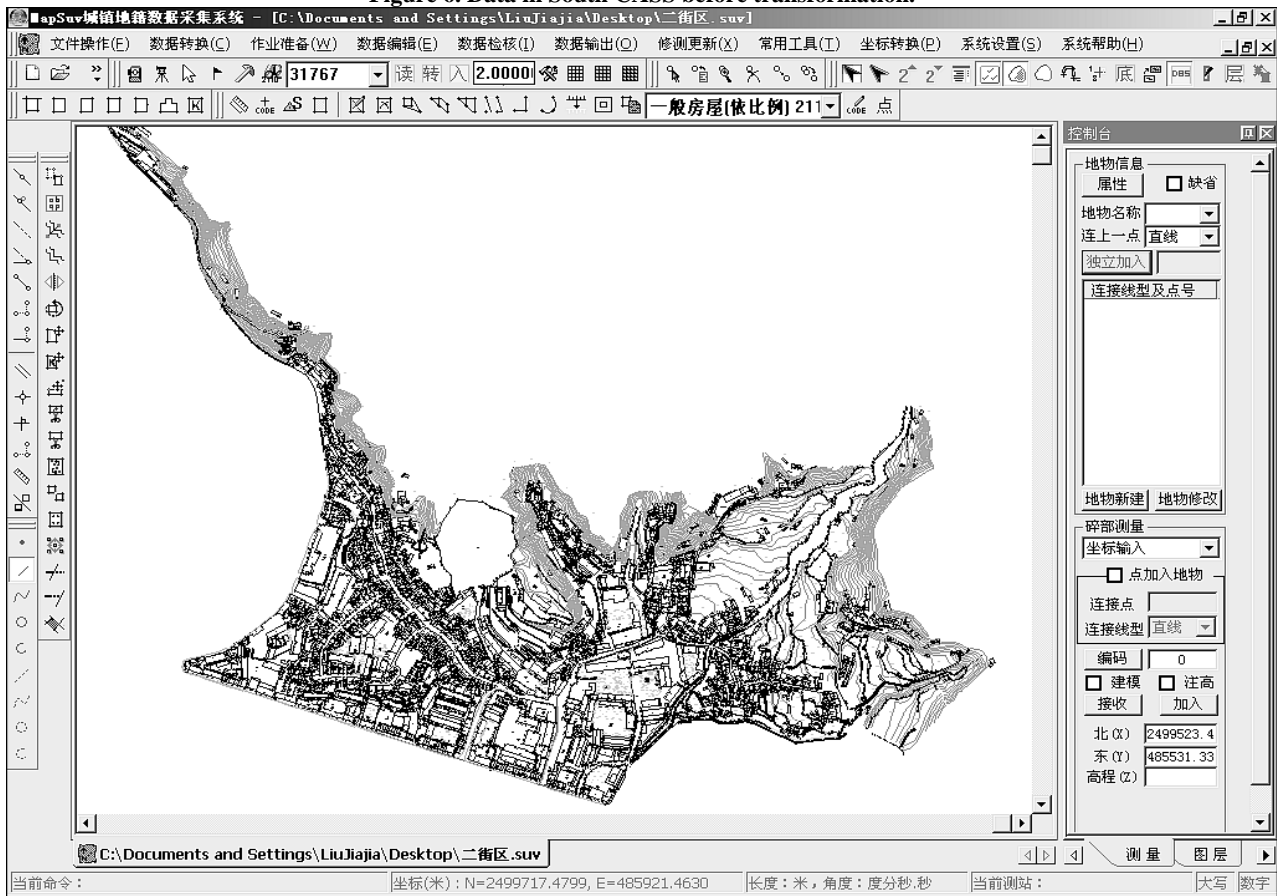 Figure 6. Data in South CASS before transformation.
MapSuv城镇地籍数据采集系统 - [C:\Documents and Settings\LiuJiajia\Desktop\二街区.suv]
文件操作(F) 数据转换(C) 作业准备(W) 数据编辑(E) 数据检核(I) 数据输出(O) 修测更新(X) 常用工具(T) 坐标转换(P) 系统设置(S) 系统帮助(H)
31767 读 转 入 2.0000 底 DBS 层
CODE 一般房屋(依比例) 211 CODE 点
控制台
地物信息
属性 缺省
地物名称
连上一点 直线
独立加入
连接线型及点号
地物新建 地物修改
碎部测量
坐标输入
点加入地物
连接点
连接线型 直线
编码 0
建模 注高
接收 加入
北(X) 2499523.4
东(Y) 485531.33
高程(Z)
C:\Documents and Settings\LiuJiajia\Desktop\二街区.suv
测量 图层
当前命令: 坐标(米):N=2499717.4799, E=485921.4630 长度:米,角度:度分秒.秒 当前测站: 大写 数字